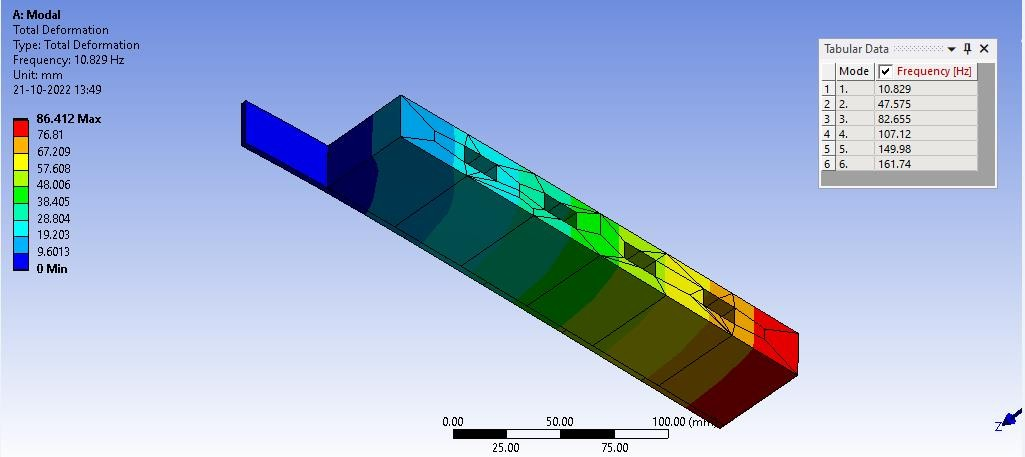 A: Modal
Total Deformation
Type: Total Deformation
Frequency: 10.829 Hz
Unit: mm
21-10-2022 13:49
86.412 Max
76.81
67.209
57.608
48.006
38.405
28.804
19.203
9.6013
0 Min
Tabular Data
Mode Frequency [Hz]
1 1. 10.829
2 2. 47.575
3 3. 82.655
4 4. 107.12
5 5. 149.98
6 6. 161.74
0.00 50.00 100.00 (mm)
25.00 75.00
Z